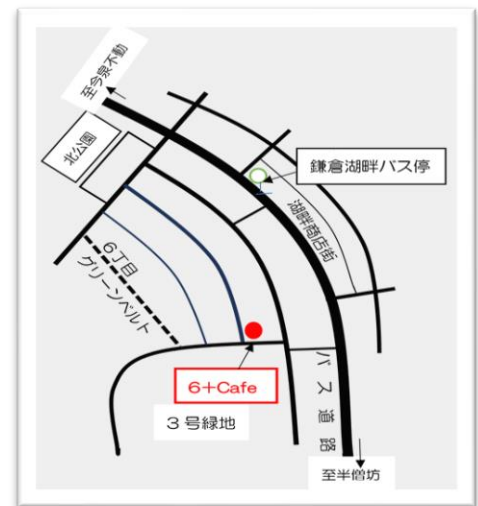 至今泉不動
北公園
鎌倉湖畔バス停
湖畔商店街
6丁目
グリーンベルト
6+Cafe
3号緑地
バス道路
至半僧坊